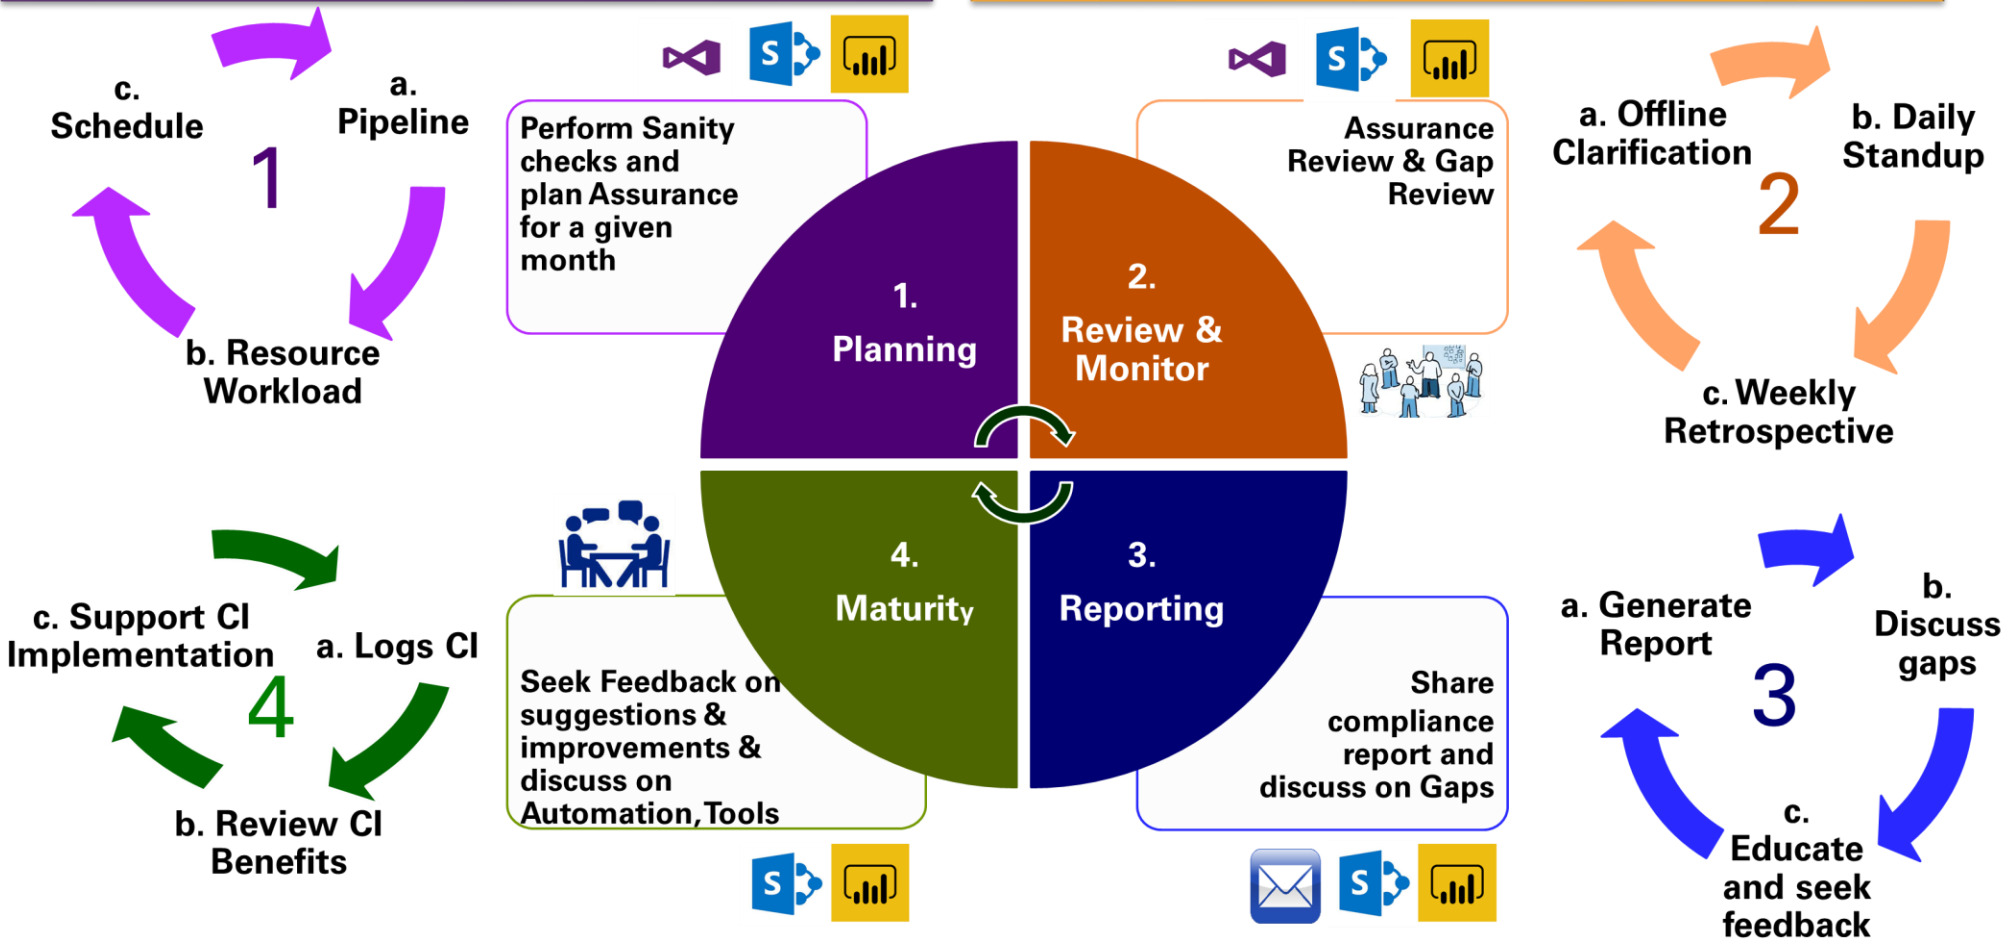 c.
Schedule
a.
Pipeline
1
b. Resource
Workload
S
Perform Sanity
checks and
plan Assurance
for a given
month
1.
Planning
S
Assurance
Review & Gap
Review
2.
Review &
Monitor
a. Offline
Clarification
b. Daily
Standup
2
c. Weekly
Retrospective
c. Support CI
Implementation
a. Logs CI
4
b. Review CI
Benefits
4.
Maturity
Seek Feedback on
suggestions &
improvements &
discuss on
Automation,Tools
S
3.
Reporting
Share
compliance
report and
discuss on Gaps
S
a. Generate
Report
b.
Discuss
gaps
3
c.
Educate
and seek
feedback